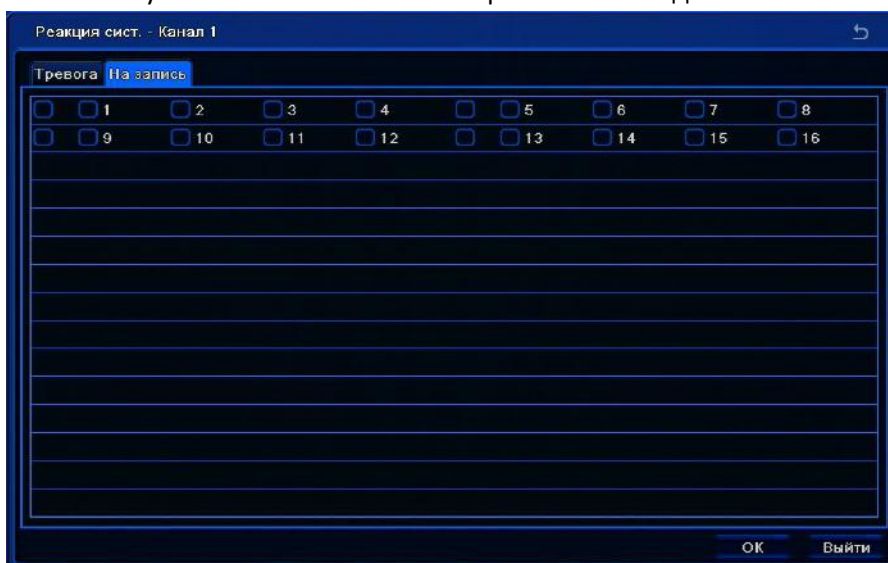 Реакция сист. - Канал 1
Тревога На запись
1 2 3 4 5 6 7 8
9 10 11 12 13 14 15 16
OK Выйти